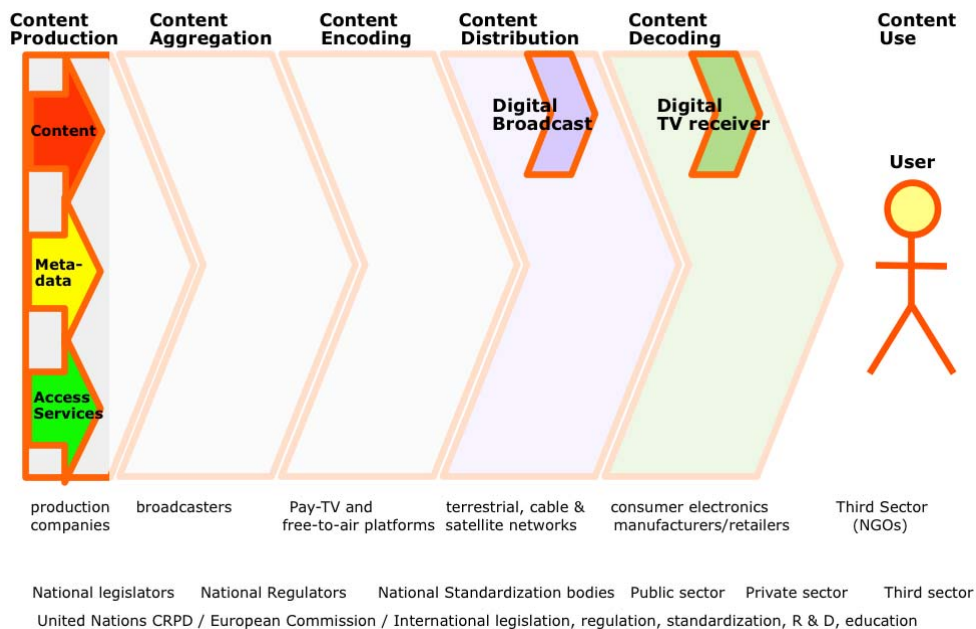 Content Production
Content Aggregation
Content Encoding
Content Distribution
Content Decoding
Content Use
Content
Digital Broadcast
Digital TV receiver
User
Meta-
data
Access
Services
production
companies
broadcasters
Pay-TV and
free-to-air platforms
terrestrial, cable &
satellite networks
consumer electronics
manufacturers/retailers
Third Sector
(NGOs)
National legislators National Regulators National Standardization bodies Public sector Private sector Third sector
United Nations CRPD / European Commission / International legislation, regulation, standardization, R & D, education